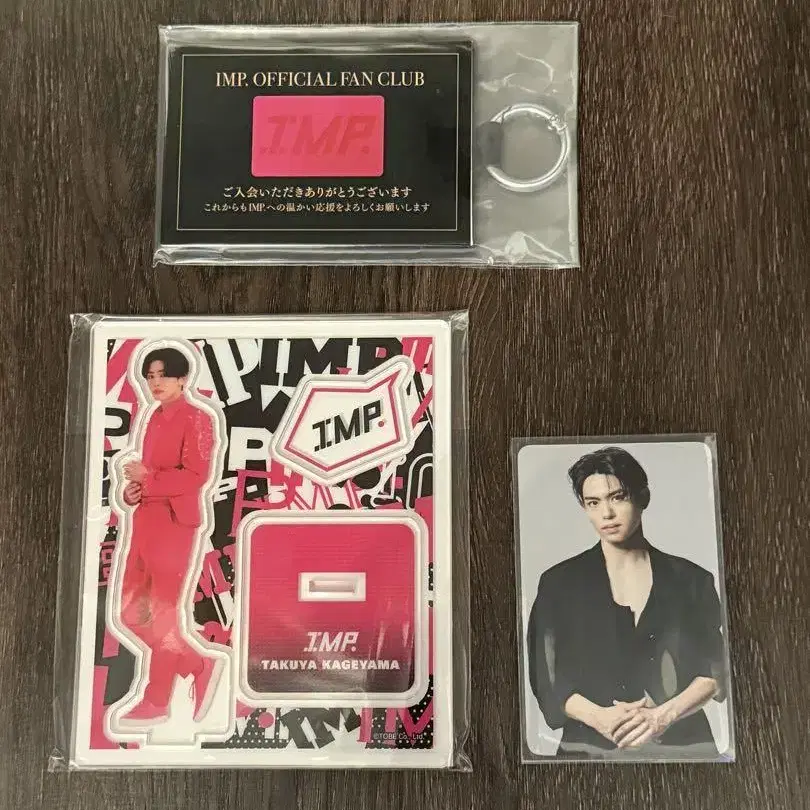 IMP. OFFICIAL FAN CLUB
IMP.
ご入会いただきありがとうございます
これからもIMP.への温かい応援をよろしくお願いします
IMP.
IMP.
IMP.
TAKUYA KAGEYAMA
©TOBE Co., Ltd.